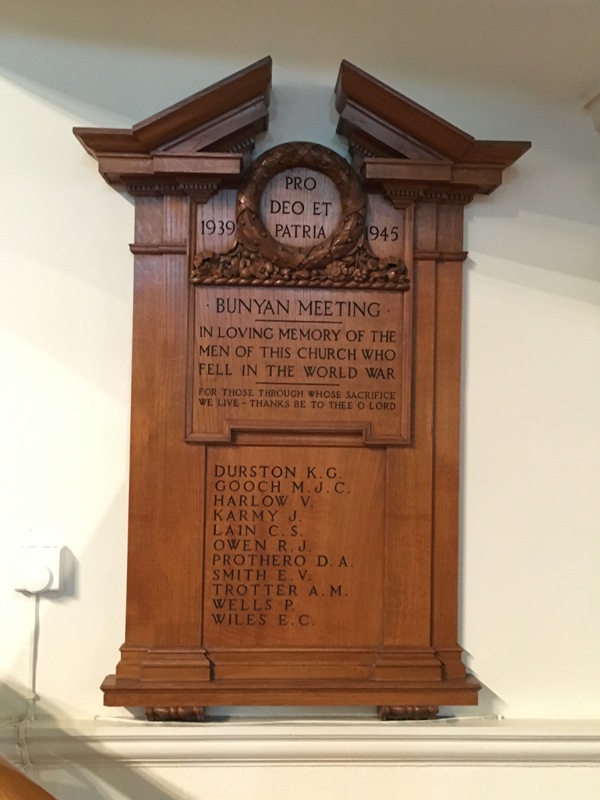 PRO
DEO ET
1939 PATRIA 1945
· BUNYAN MEETING ·
IN LOVING MEMORY OF THE
MEN OF THIS CHURCH WHO
FELL IN THE WORLD WAR
FOR THOSE THROUGH WHOSE SACRIFICE
WE LIVE – THANKS BE TO THEE O LORD
DURSTON K.G.
GOOCH M.J.C.
HARLOW V.
KARMY J.
LAIN C.S.
OWEN R.J.
PROTHERO D.A.
SMITH E.V.
TROTTER A.M.
WELLS P.
WILES E.C.